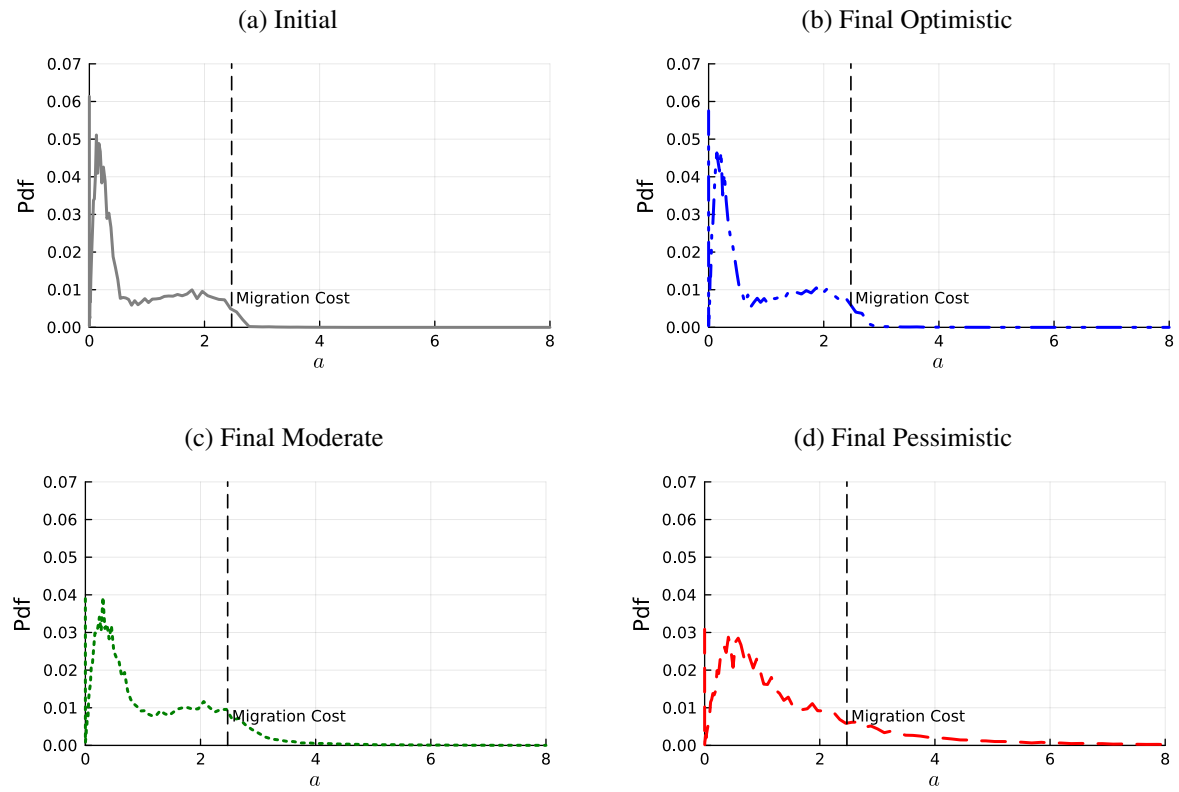 (a) Initial
0.07
0.06
0.05
0.04
0.03
0.02
0.01
0.00
Pdf
Migration Cost
0 2 4 6 8
a
(b) Final Optimistic
0.07
0.06
0.05
0.04
0.03
0.02
0.01
0.00
Pdf
Migration Cost
0 2 4 6 8
a
(c) Final Moderate
0.07
0.06
0.05
0.04
0.03
0.02
0.01
0.00
Pdf
Migration Cost
0 2 4 6 8
a
(d) Final Pessimistic
0.07
0.06
0.05
0.04
0.03
0.02
0.01
0.00
Pdf
Migration Cost
0 2 4 6 8
a